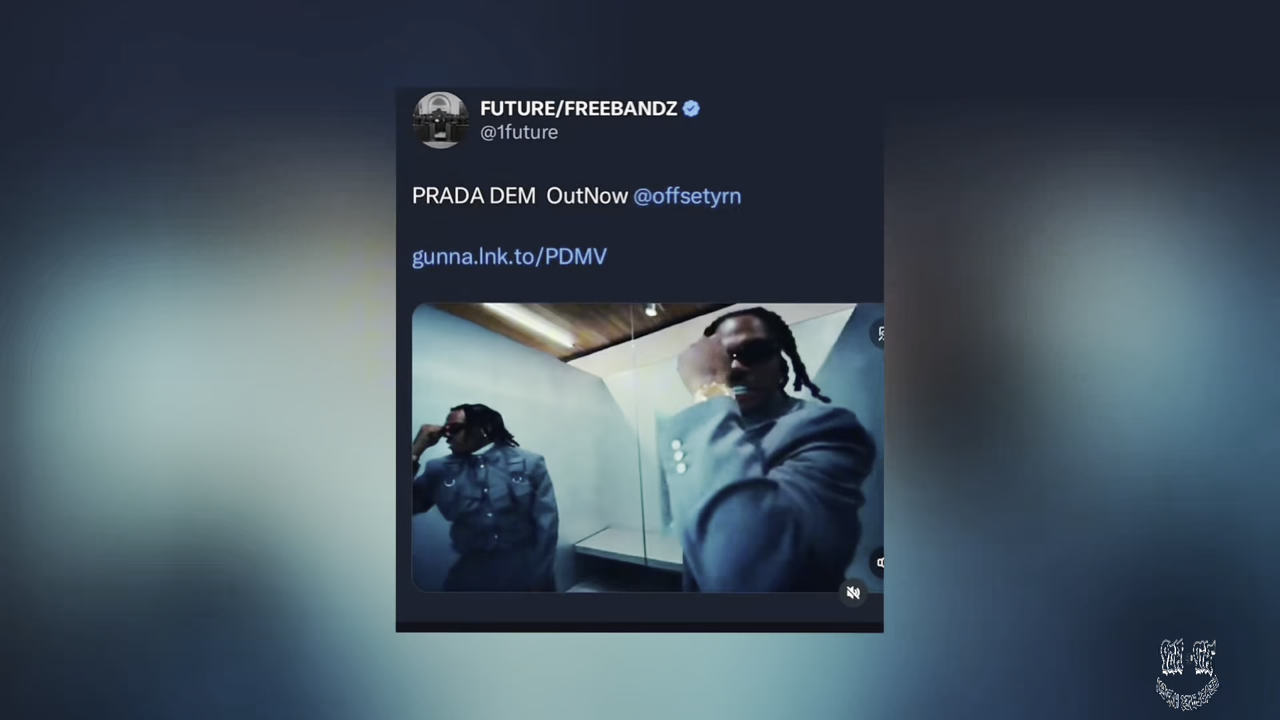 FUTURE/FREEBANDZ
@1future
PRADA DEM OutNow @offsetyrn
gunna.lnk.to/PDMV